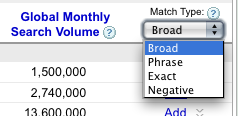 Global Monthly
Search Volume ?
Match Type: ?
Broad
Broad
Phrase
Exact
Negative
1,500,000
2,740,000
13,600,000 Add